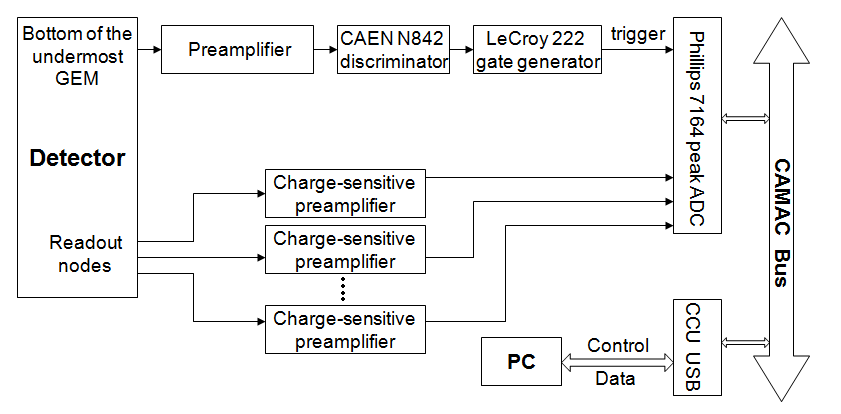 Bottom of the
undermost
GEM
Detector
Readout
nodes
Preamplifier
CAEN N842
discriminator
LeCroy 222
gate generator
trigger
Phillips 7164 peak ADC
CAMAC Bus
Charge-sensitive
preamplifier
Charge-sensitive
preamplifier
Charge-sensitive
preamplifier
PC
Control
Data
CCU USB